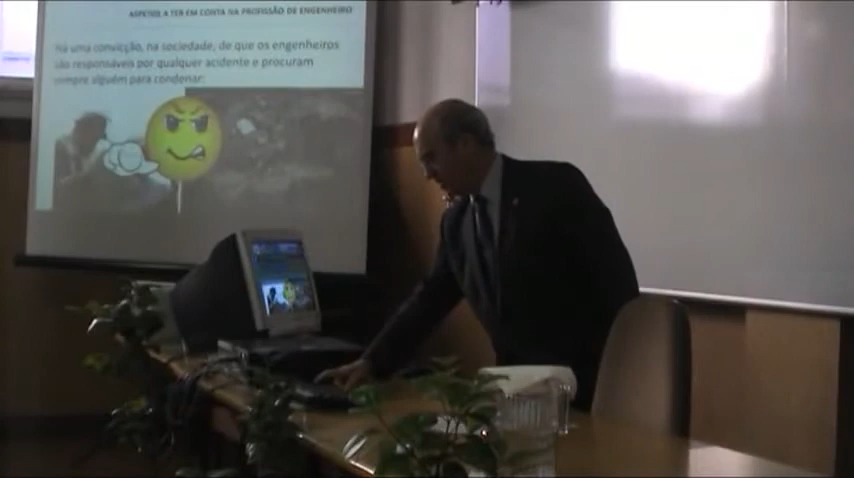 ASPETOS A TER EM CONTA NA PROFISSÃO DE ENGENHEIRO
Há uma convicção, na sociedade, de que os engenheiros
são responsáveis por qualquer acidente e procuram
sempre alguém para condenar: